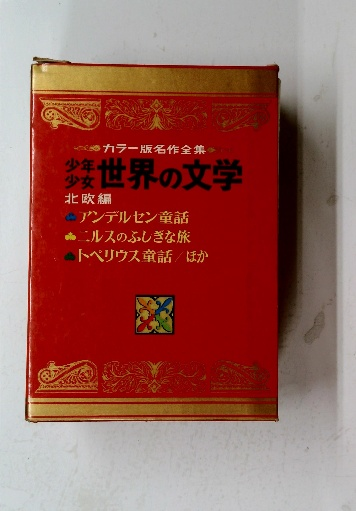 カラー版名作全集
少年少女世界の文学
北欧編
アンデルセン童話
ニルスのふしぎな旅
トペリウス童話/ほか